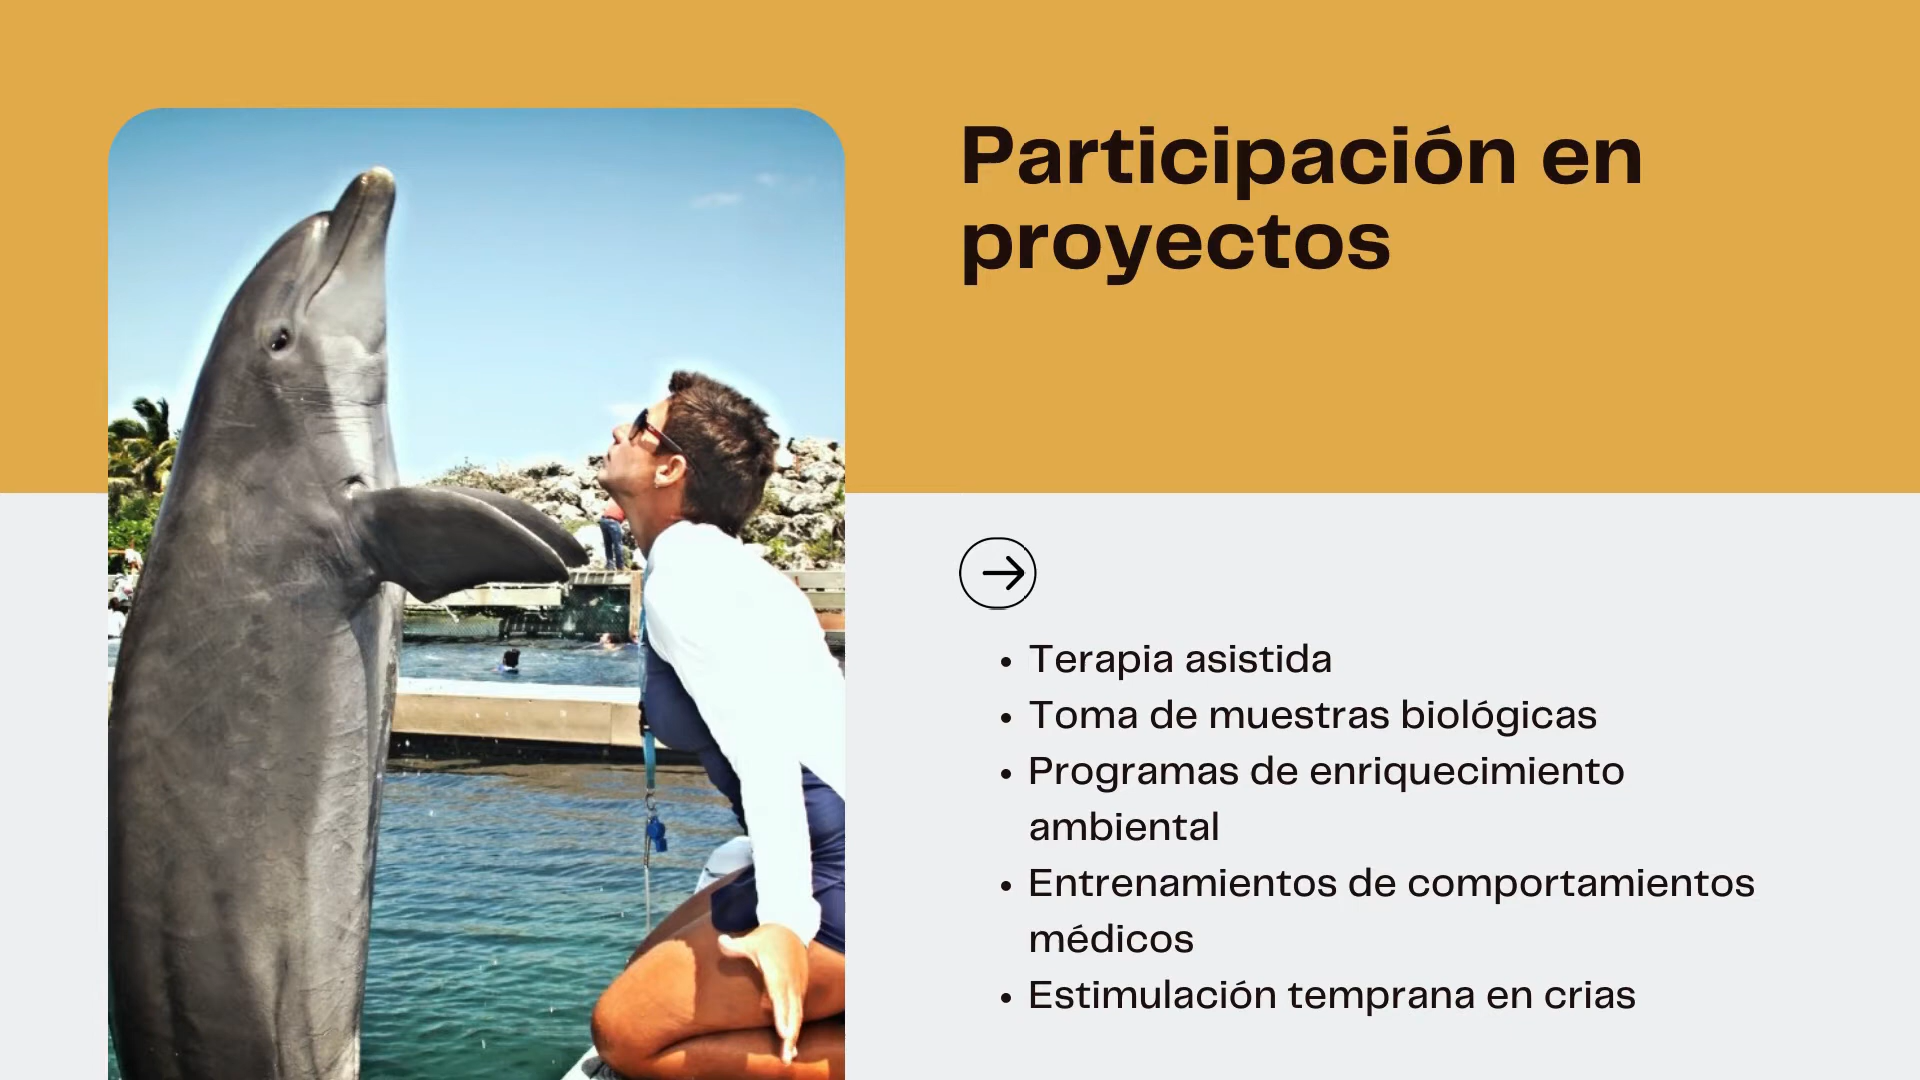 Participación en
proyectos
• Terapia asistida
• Toma de muestras biológicas
• Programas de enriquecimiento
ambiental
• Entrenamientos de comportamientos
médicos
• Estimulación temprana en crias